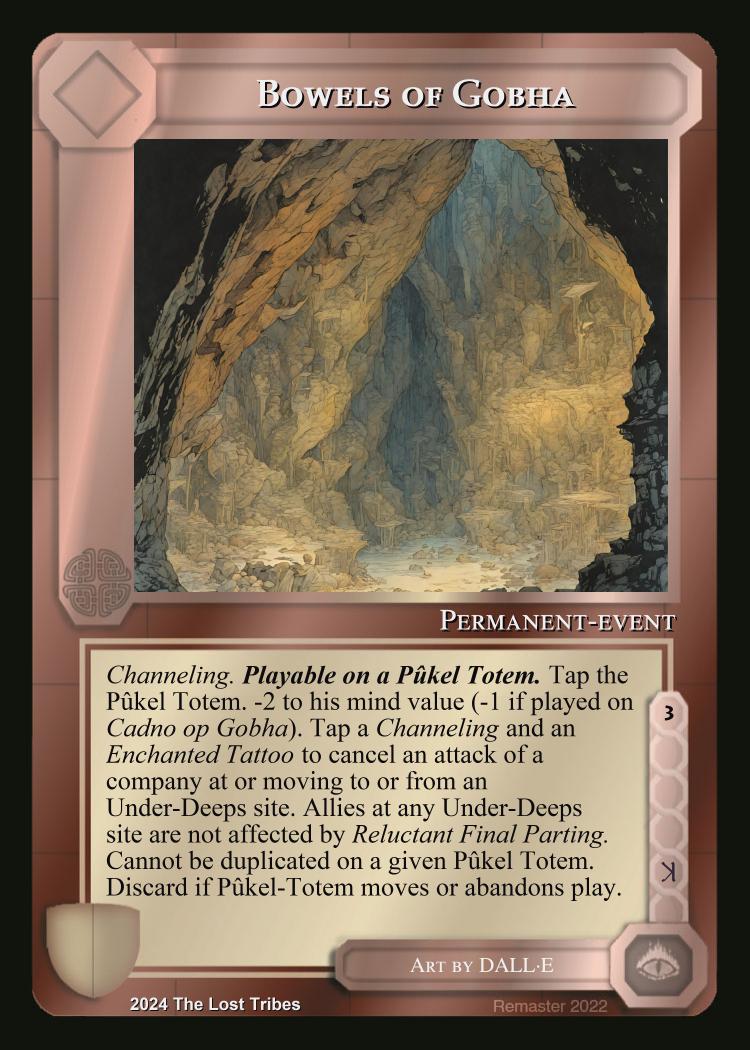 Bowels of Gobha
Permanent-event
Channeling. Playable on a Pûkel Totem. Tap the
Pûkel Totem. -2 to his mind value (-1 if played on
Cadno op Gobha). Tap a Channeling and an
Enchanted Tattoo to cancel an attack of a
company at or moving to or from an
Under-Deeps site. Allies at any Under-Deeps
site are not affected by Reluctant Final Parting.
Cannot be duplicated on a given Pûkel Totem.
Discard if Pûkel-Totem moves or abandons play.
3
Art by DALL·E
2024 The Lost Tribes
Remaster 2022